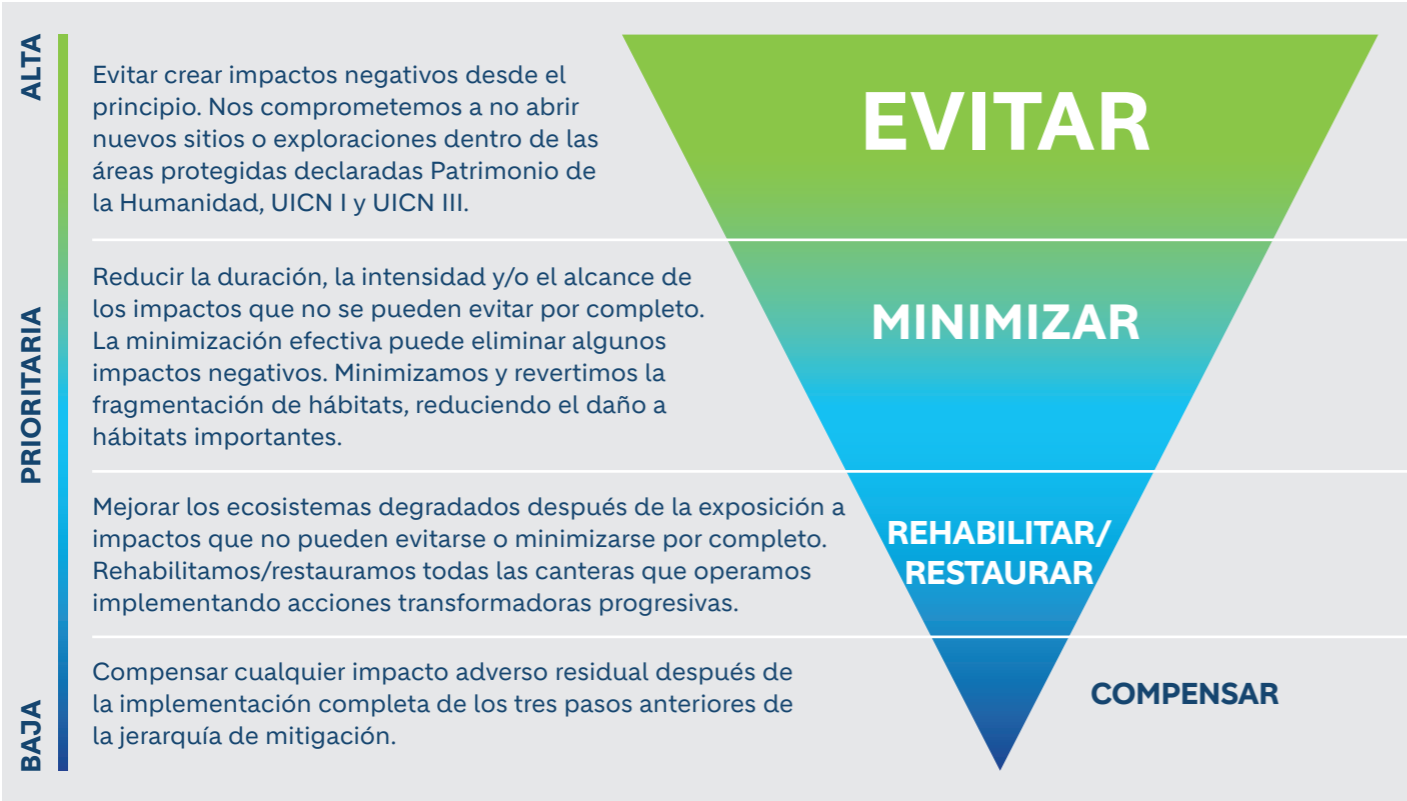 ALTA
Evitar crear impactos negativos desde el
principio. Nos comprometemos a no abrir
nuevos sitios o exploraciones dentro de las
áreas protegidas declaradas Patrimonio de
la Humanidad, UICN I y UICN III.
EVITAR
PRIORITARIA
Reducir la duración, la intensidad y/o el alcance de
los impactos que no se pueden evitar por completo.
La minimización efectiva puede eliminar algunos
impactos negativos. Minimizamos y revertimos la
fragmentación de hábitats, reduciendo el daño a
hábitats importantes.
MINIMIZAR
Mejorar los ecosistemas degradados después de la exposición a
impactos que no pueden evitarse o minimizarse por completo.
Rehabilitamos/restauramos todas las canteras que operamos
implementando acciones transformadoras progresivas.
REHABILITAR/
RESTAURAR
BAJA
Compensar cualquier impacto adverso residual después de
la implementación completa de los tres pasos anteriores de
la jerarquía de mitigación.
COMPENSAR